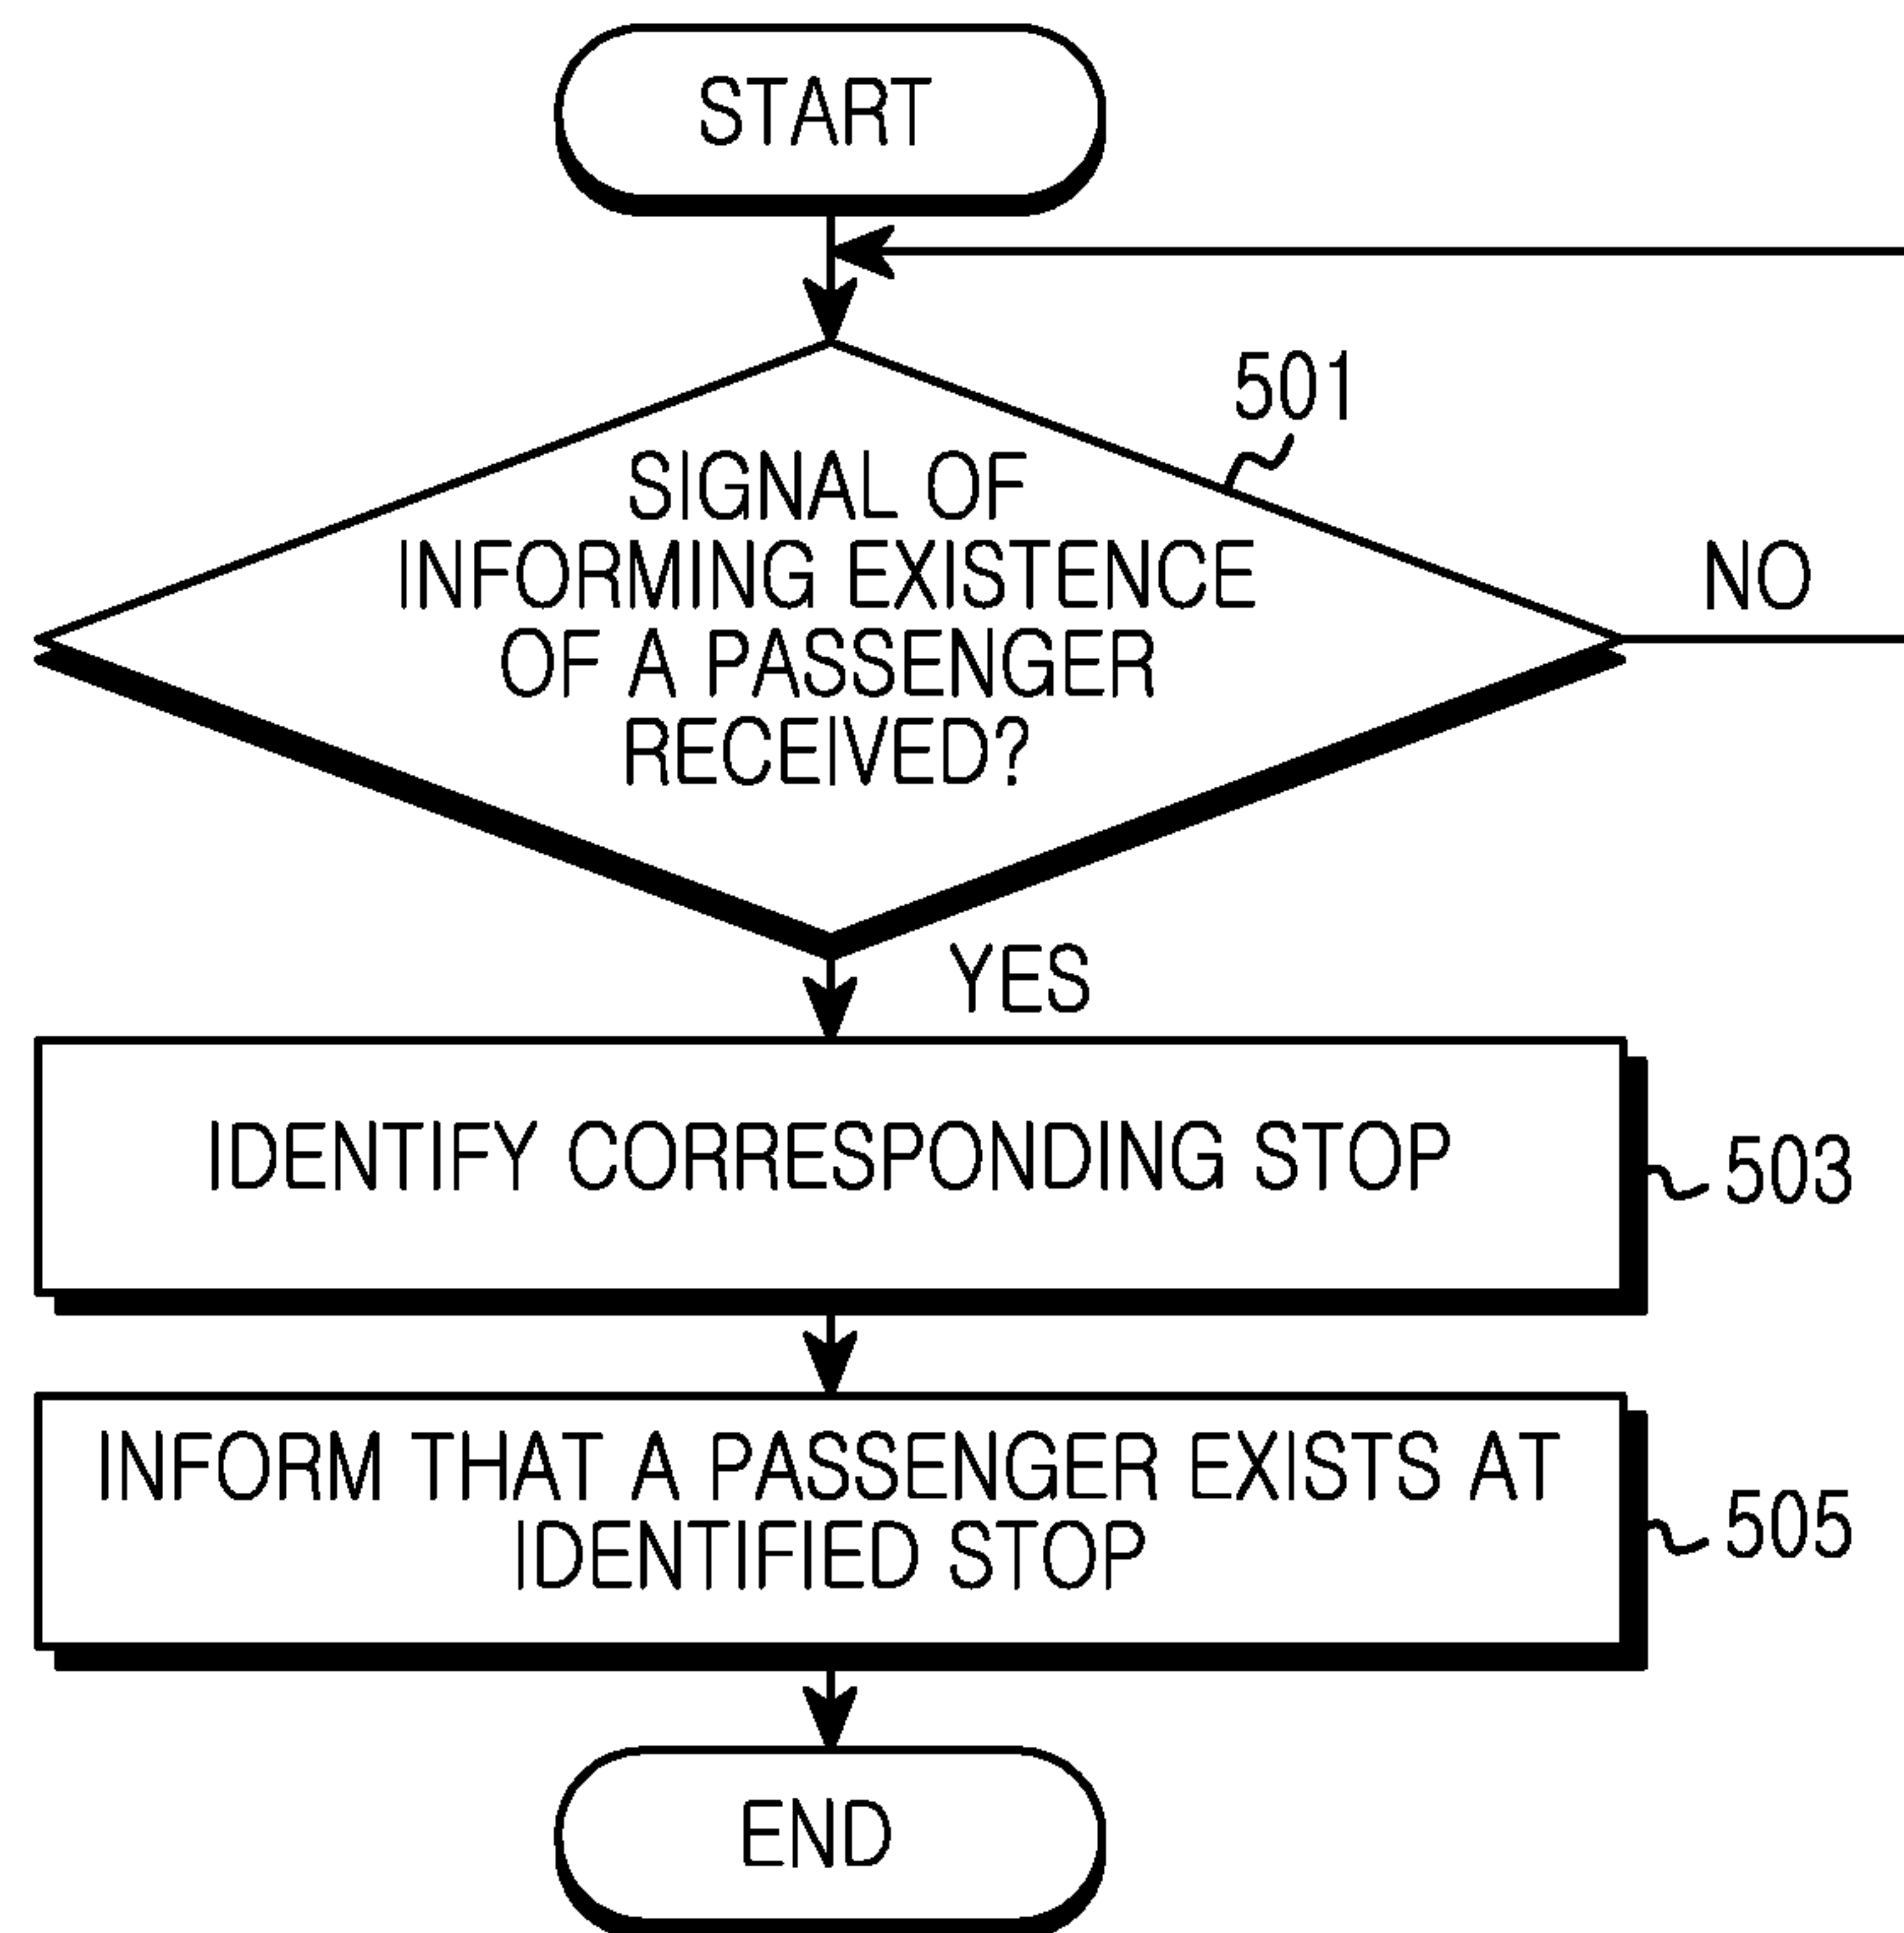 START
501
SIGNAL OF
INFORMING EXISTENCE
OF A PASSENGER
RECEIVED?
NO
YES
IDENTIFY CORRESPONDING STOP
503
INFORM THAT A PASSENGER EXISTS AT
IDENTIFIED STOP
505
END